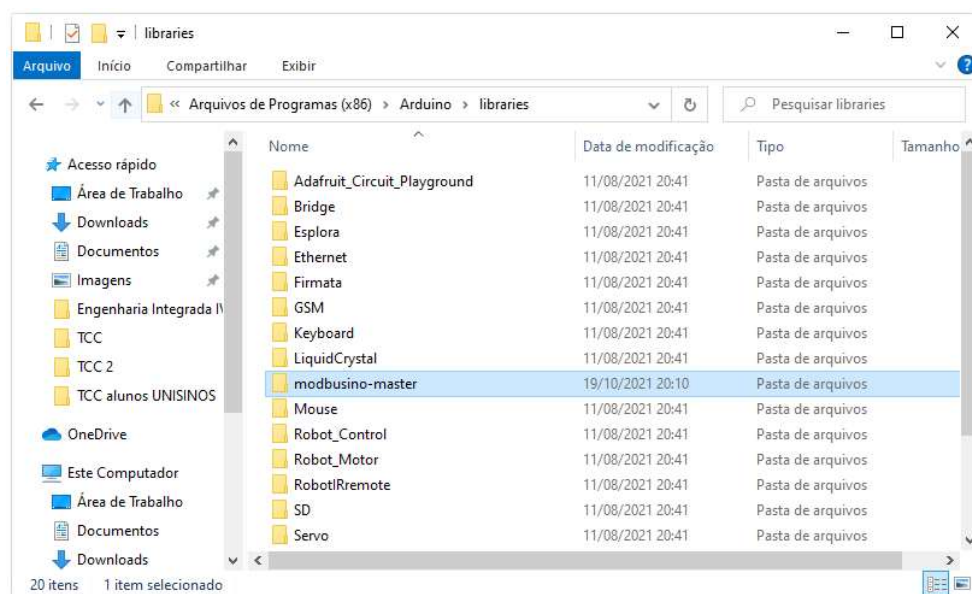 libraries
Arquivo Início Compartilhar Exibir
« Arquivos de Programas (x86) > Arduino > libraries
Pesquisar libraries
Acesso rápido
Área de Trabalho
Downloads
Documentos
Imagens
Engenharia Integrada
TCC
TCC 2
TCC alunos UNISINOS
OneDrive
Este Computador
Área de Trabalho
Documentos
Downloads
Nome Data de modificação Tipo Tamanho
Adafruit_Circuit_Playground 11/08/2021 20:41 Pasta de arquivos
Bridge 11/08/2021 20:41 Pasta de arquivos
Esplora 11/08/2021 20:41 Pasta de arquivos
Ethernet 11/08/2021 20:41 Pasta de arquivos
Firmata 11/08/2021 20:41 Pasta de arquivos
GSM 11/08/2021 20:41 Pasta de arquivos
Keyboard 11/08/2021 20:41 Pasta de arquivos
LiquidCrystal 11/08/2021 20:41 Pasta de arquivos
modbusino-master 19/10/2021 20:10 Pasta de arquivos
Mouse 11/08/2021 20:41 Pasta de arquivos
Robot_Control 11/08/2021 20:41 Pasta de arquivos
Robot_Motor 11/08/2021 20:41 Pasta de arquivos
RobotIRremote 11/08/2021 20:41 Pasta de arquivos
SD 11/08/2021 20:41 Pasta de arquivos
Servo 11/08/2021 20:41 Pasta de arquivos
20 itens 1 item selecionado